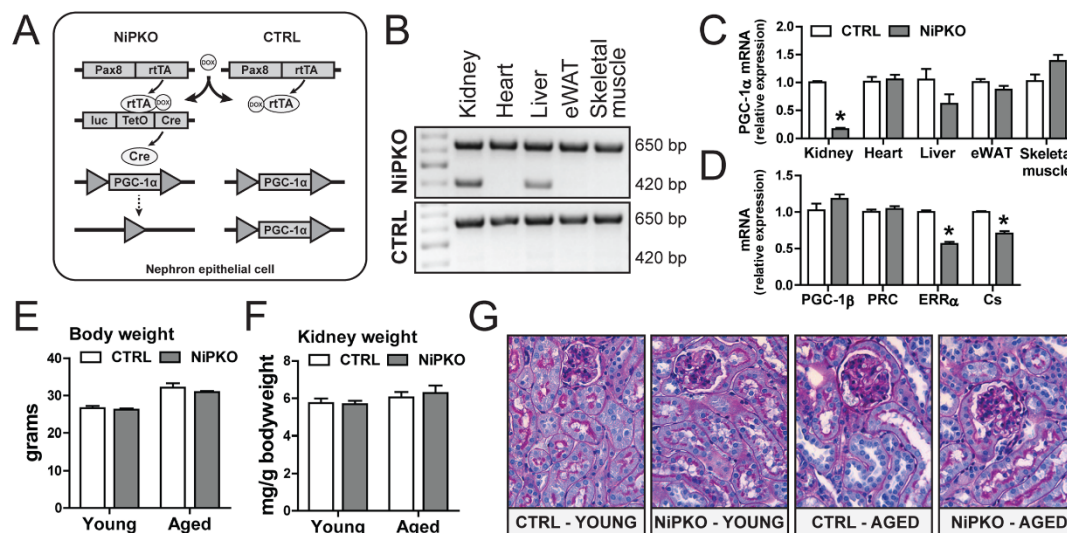 A
NiPKO
CTRL
Pax8
rtTA
DOX
Pax8
rtTA
rtTA
DOX
DOX
rtTA
luc
TetO
Cre
Cre
PGC-1α
PGC-1α
PGC-1α
Nephron epithelial cell
B
Kidney
Heart
Liver
eWAT
Skeletal
muscle
NiPKO
650 bp
420 bp
CTRL
650 bp
420 bp
C
CTRL
NiPKO
PGC-1α mRNA
(relative expression)
2.0
1.5
1.0
0.5
0.0
*
Kidney
Heart
Liver
eWAT
Skeletal
muscle
D
mRNA
(relative expression)
1.5
1.0
0.5
0.0
*
*
PGC-1β
PRC
ERRα
Cs
E
Body weight
CTRL
NiPKO
grams
50
40
30
20
10
0
Young
Aged
F
Kidney weight
CTRL
NiPKO
mg/g bodyweight
8
6
4
2
0
Young
Aged
G
CTRL - YOUNG
NiPKO - YOUNG
CTRL - AGED
NiPKO - AGED